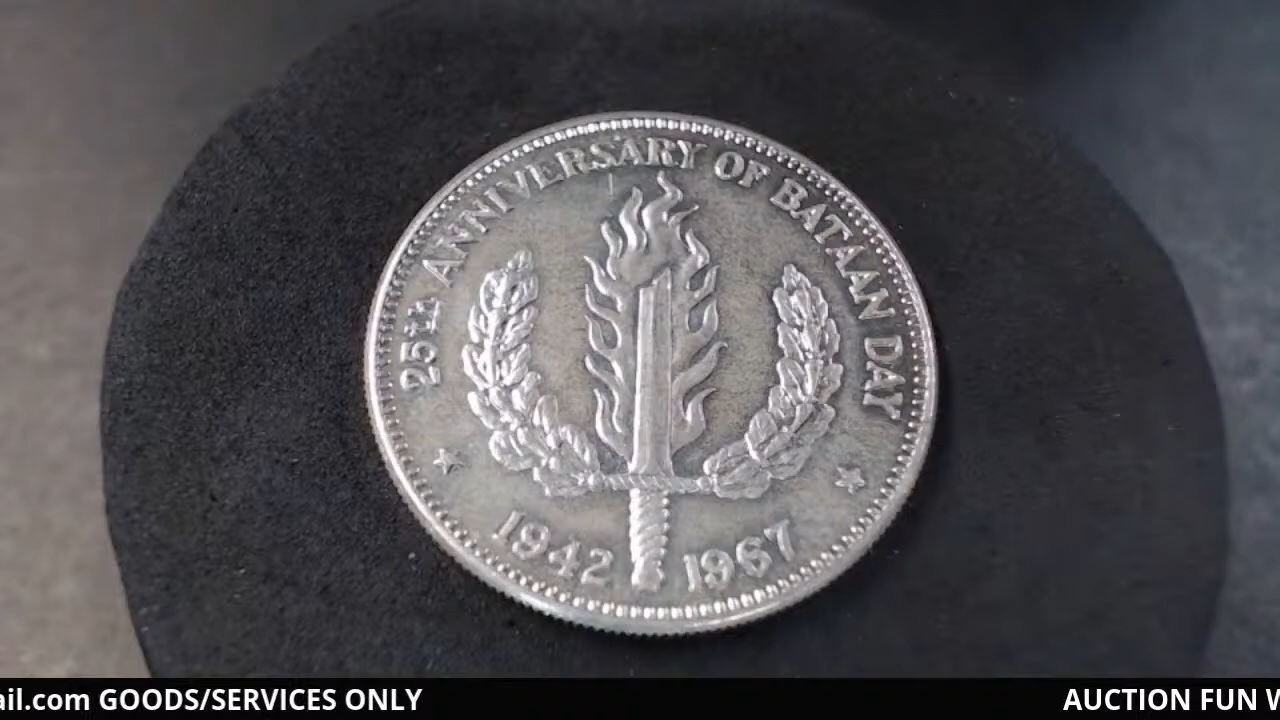 25th ANNIVERSARY OF BATAAN DAY
1942 1967
ail.com GOODS/SERVICES ONLY
AUCTION FUN W